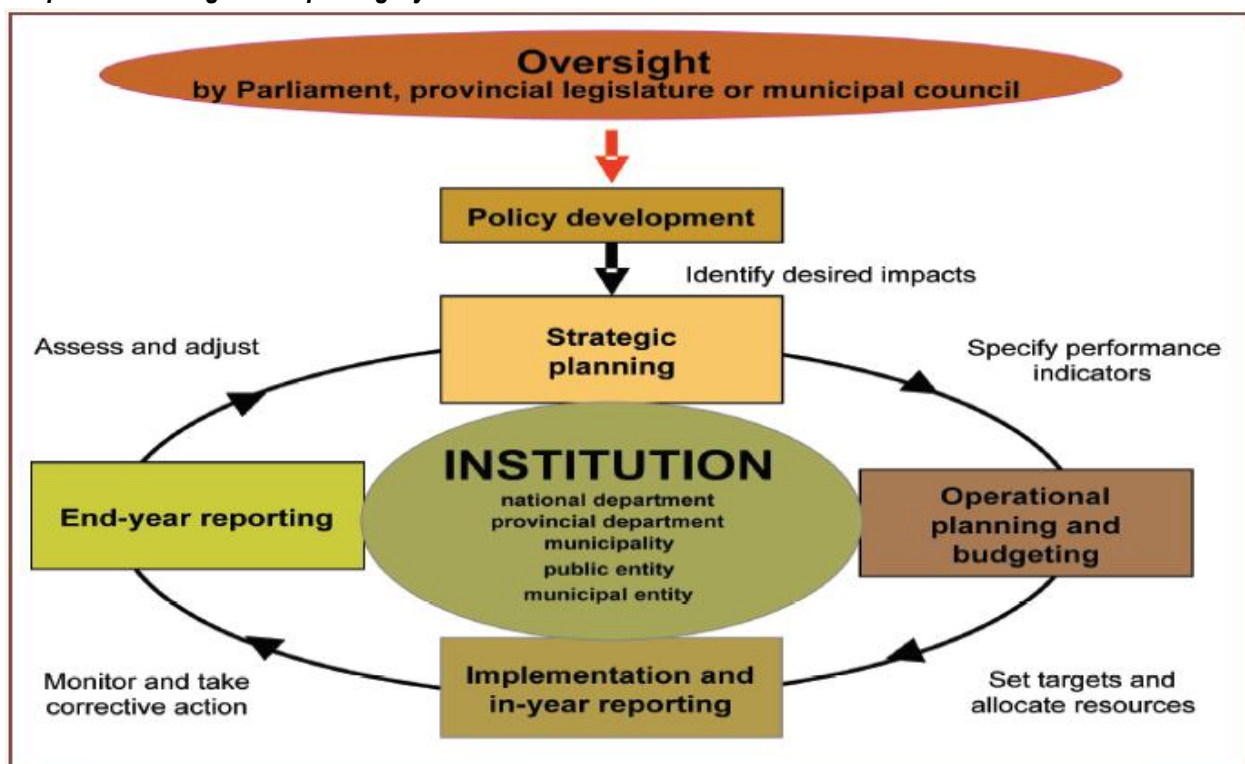 Oversight
by Parliament, provincial legislature or municipal council
Policy development
Identify desired impacts
Strategic
planning
Assess and adjust
Specify performance
indicators
INSTITUTION
national department
provincial department
municipality
public entity
municipal entity
End-year reporting
Operational
planning and
budgeting
Implementation and
in-year reporting
Monitor and take
corrective action
Set targets and
allocate resources